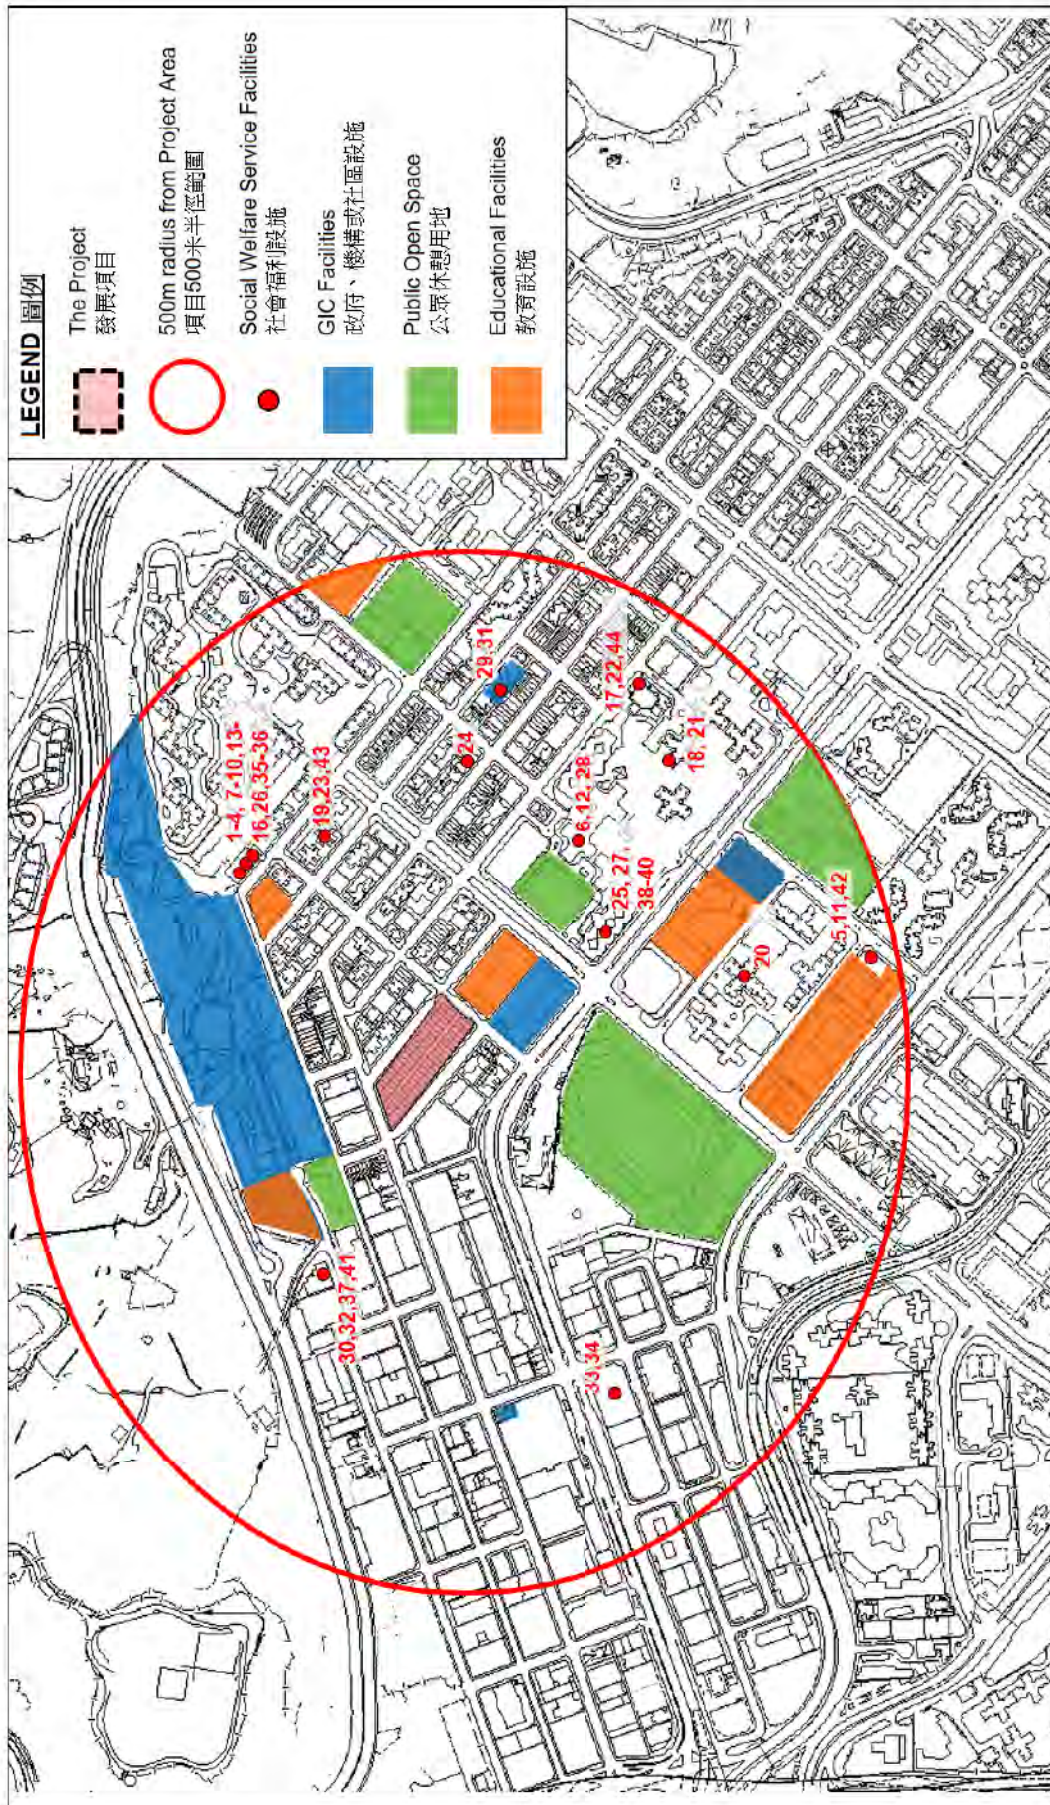 LEGEND 圖例
The Project
發展項目
500m radius from Project Area
項目500米半徑範圍
Social Welfare Service Facilities
社會福利設施
GIC Facilities
政府、機構或社區設施
Public Open Space
公眾休憩用地
Educational Facilities
教育設施
1-4, 7-10,13-
16,26,35-36
19,23,43
29.31
24
17,22,44
18, 21
6,12, 28
25, 27,
38-40
20
5,11,42
30,32,37,41
33,34